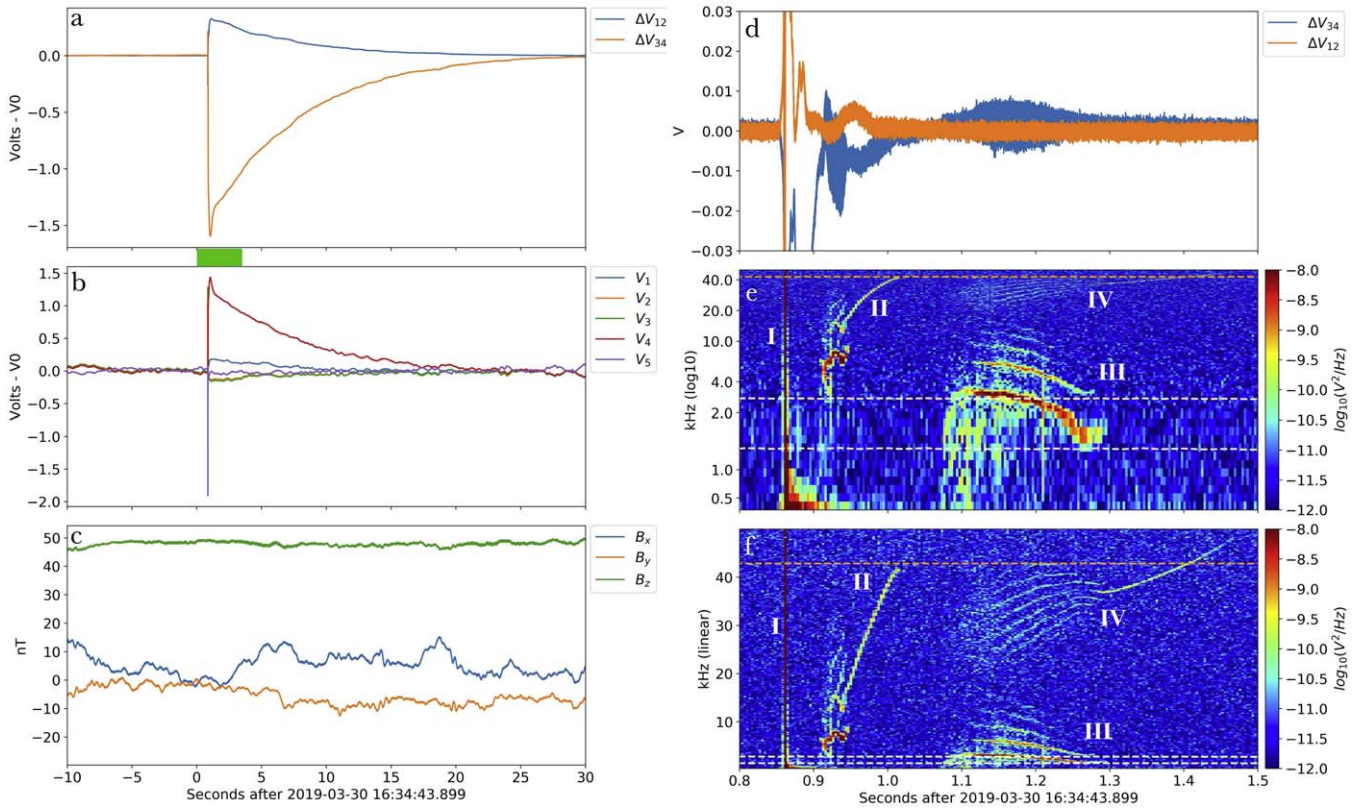 a
ΔV₁₂
ΔV₃₄
0.0
−0.5
−1.0
−1.5
Volts - V0
b
V₁
V₂
V₃
V₄
V₅
1.5
1.0
0.5
0.0
−0.5
−1.0
−1.5
−2.0
Volts - V0
c
Bₓ
Bᵧ
B_z
50
40
30
20
10
0
−10
−20
nT
−10 −5 0 5 10 15 20 25 30
Seconds after 2019-03-30 16:34:43.899
d
ΔV₃₄
ΔV₁₂
0.03
0.02
0.01
0.00
−0.01
−0.02
−0.03
V
e
I
II
III
IV
40.0
20.0
10.0
4.0
2.0
1.0
0.5
kHz (log10)
−8.0
−8.5
−9.0
−9.5
−10.0
−10.5
−11.0
−11.5
−12.0
log₁₀(V²/Hz)
f
I
II
III
IV
40
30
20
10
kHz (linear)
−8.0
−8.5
−9.0
−9.5
−10.0
−10.5
−11.0
−11.5
−12.0
log₁₀(V²/Hz)
0.8 0.9 1.0 1.1 1.2 1.3 1.4 1.5
Seconds after 2019-03-30 16:34:43.899